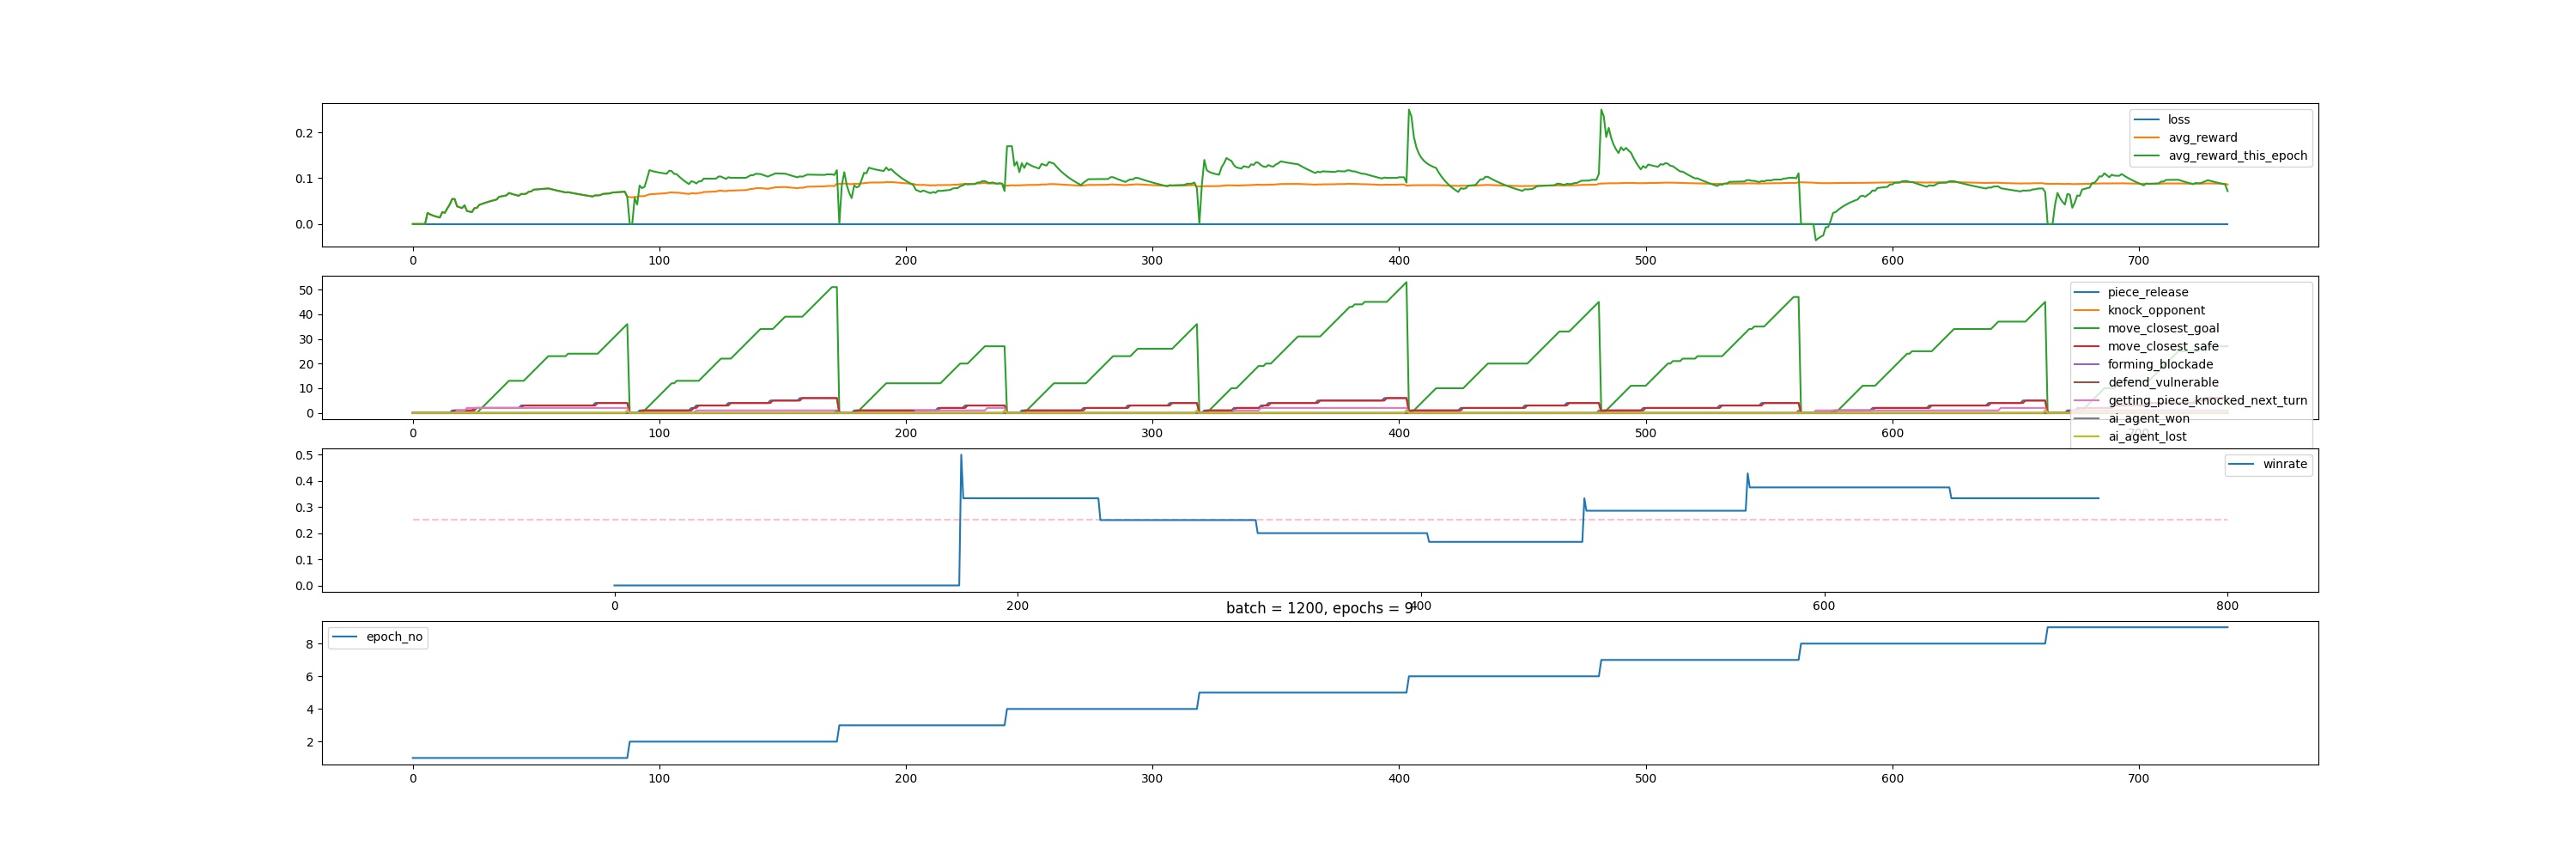 0.2
0.1
0.0
loss
avg_reward
avg_reward_this_epoch
0 100 200 300 400 500 600 700
50
40
30
20
10
0
piece_release
knock_opponent
move_closest_goal
move_closest_safe
forming_blockade
defend_vulnerable
getting_piece_knocked_next_turn
ai_agent_won
ai_agent_lost
0 100 200 300 400 500 600 700
0.5
0.4
0.3
0.2
0.1
0.0
winrate
0 200 400 600 800
batch = 1200, epochs = 9
epoch_no
8
6
4
2
0 100 200 300 400 500 600 700